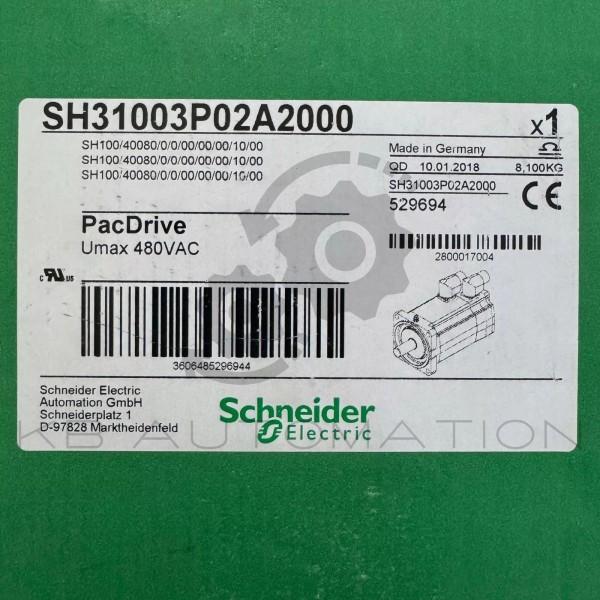 SH31003P02A2000
x1
SH100/40080/0/0/00/00/00/10/00
SH100/40080/0/0/00/00/00/10/00
SH100/40080/0/0/00/00/00/10/00
Made in Germany
QD 10.01.2018 8,100KG
SH31003P02A2000
529694
CE
PacDrive
Umax 480VAC
2800017004
c RU us
3606485296944
Schneider Electric
Automation GmbH
Schneiderplatz 1
D-97828 Marktheidenfeld
Schneider
Electric
KB AUTOMATION